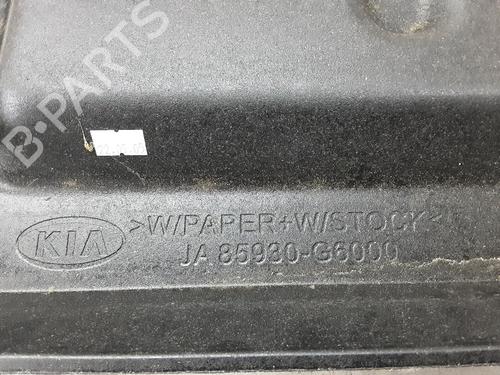 B-PARTS
KIA
>W/PAPER+W/STOCK<
JA 85930-G6000